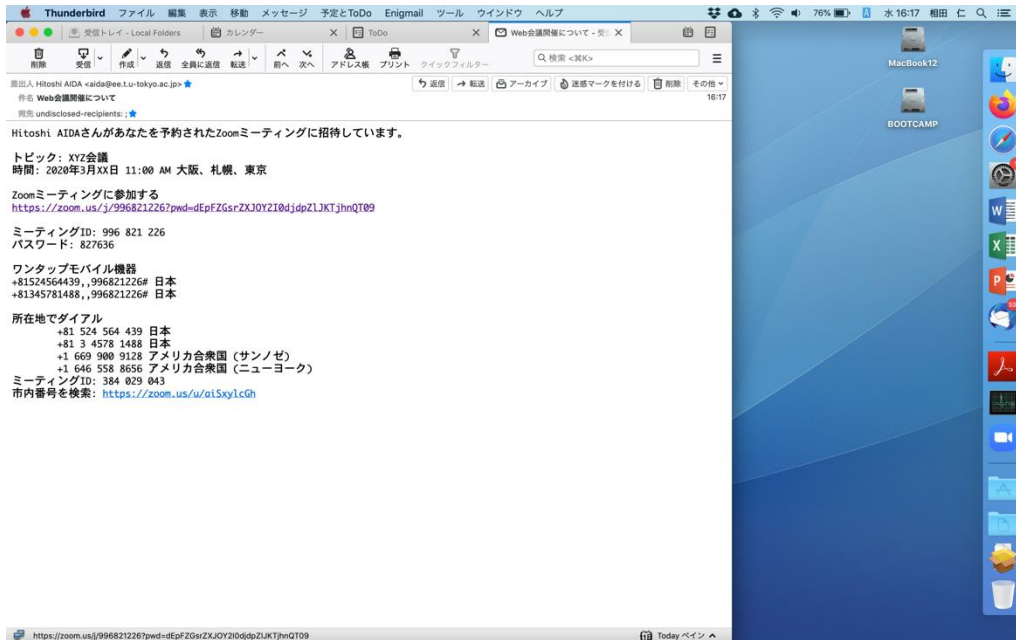 Thunderbird ファイル 編集 表示 移動 メッセージ 予定とToDo Enigmail ツール ウインドウ ヘルプ 76% 水 16:17 相田 仁
受信トレイ - Local Folders カレンダー ToDo Web会議開催について - 受
削除 受信 作成 返信 全員に返信 転送 前へ 次へ アドレス帳 プリント クイックフィルター 検索 <⌘K>
差出人 Hitoshi AIDA <aida@ee.t.u-tokyo.ac.jp> 返信 転送 アーカイブ 迷惑マークを付ける 削除 その他
件名 Web会議開催について 16:17
宛先 undisclosed-recipients: ;
Hitoshi AIDAさんがあなたを予約されたZoomミーティングに招待しています。
トピック: XYZ会議
時間: 2020年3月XX日 11:00 AM 大阪、札幌、東京
Zoomミーティングに参加する
https://zoom.us/j/996821226?pwd=dEpFZGsrZXJOY2I0djdpZlJKTjhnQT09
ミーティングID: 996 821 226
パスワード: 827636
ワンタップモバイル機器
+81524564439,,996821226# 日本
+81345781488,,996821226# 日本
所在地でダイアル
+81 524 564 439 日本
+81 3 4578 1488 日本
+1 669 900 9128 アメリカ合衆国 (サンノゼ)
+1 646 558 8656 アメリカ合衆国 (ニューヨーク)
ミーティングID: 384 029 043
市内番号を検索: https://zoom.us/u/aiSxylcGh
https://zoom.us/j/996821226?pwd=dEpFZGsrZXJOY2I0djdpZlJKTjhnQT09 Today ペイン
MacBook12
BOOTCAMP
W
X
P
53